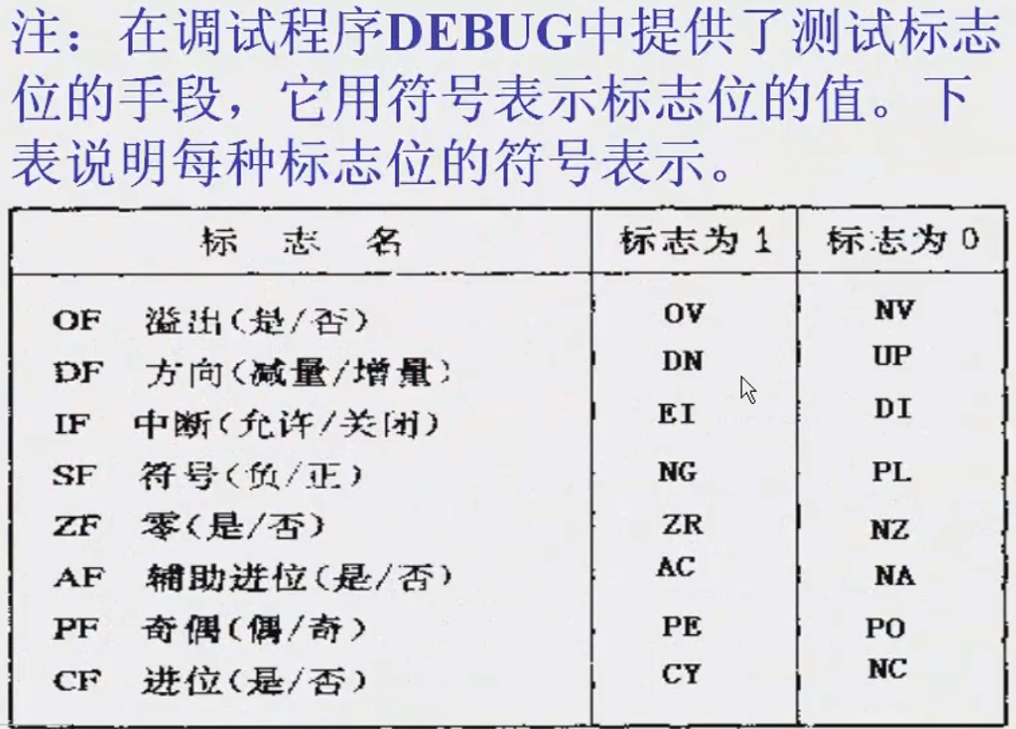 注：在调试程序DEBUG中提供了测试标志
位的手段，它用符号表示标志位的值。下
表说明每种标志位的符号表示。
标 志 名 标志为 1 标志为 0
OF 溢出(是/否) OV NV
DF 方向(减量/增量) DN UP
IF 中断(允许/关闭) EI DI
SF 符号(负/正) NG PL
ZF 零(是/否) ZR NZ
AF 辅助进位(是/否) AC NA
PF 奇偶(偶/奇) PE PO
CF 进位(是/否) CY NC